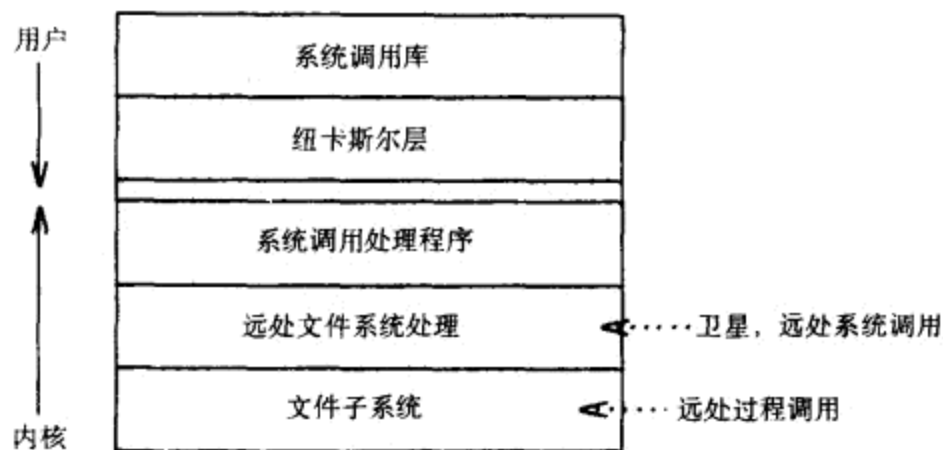 用户
系统调用库
纽卡斯尔层
系统调用处理程序
远处文件系统处理
卫星，远处系统调用
文件子系统
远处过程调用
内核